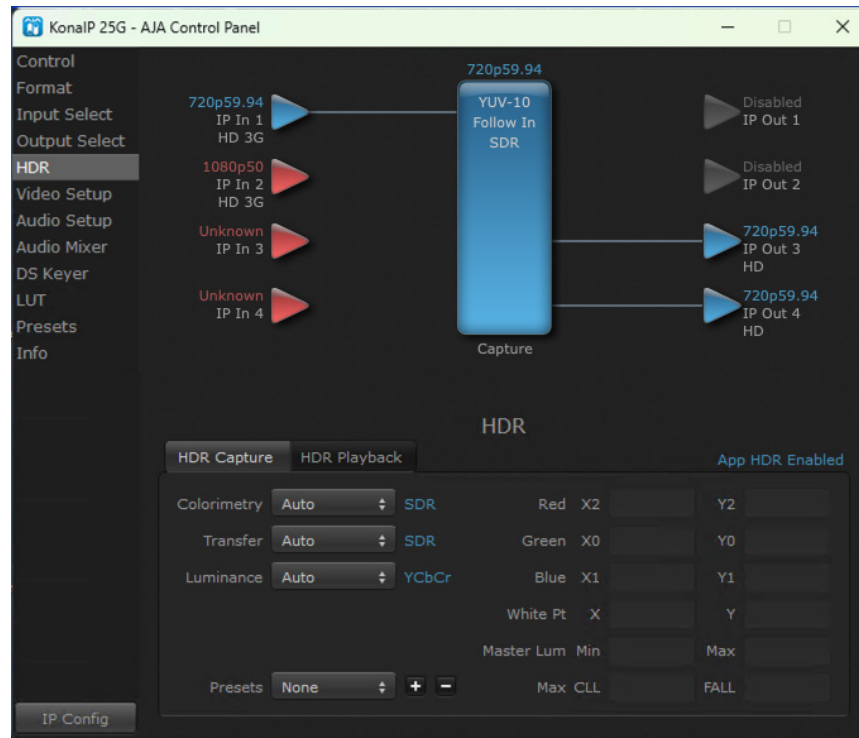 KonaIP 25G - AJA Control Panel
Control
Format
Input Select
Output Select
HDR
Video Setup
Audio Setup
Audio Mixer
DS Keyer
LUT
Presets
Info
IP Config
720p59.94
IP In 1
HD 3G
1080p50
IP In 2
HD 3G
Unknown
IP In 3
Unknown
IP In 4
720p59.94
YUV-10
Follow In
SDR
Capture
Disabled
IP Out 1
Disabled
IP Out 2
720p59.94
IP Out 3
HD
720p59.94
IP Out 4
HD
HDR
HDR Capture HDR Playback App HDR Enabled
Colorimetry Auto SDR Red X2 Y2
Transfer Auto SDR Green X0 Y0
Luminance Auto YCbCr Blue X1 Y1
White Pt X Y
Master Lum Min Max
Presets None + - Max CLL FALL